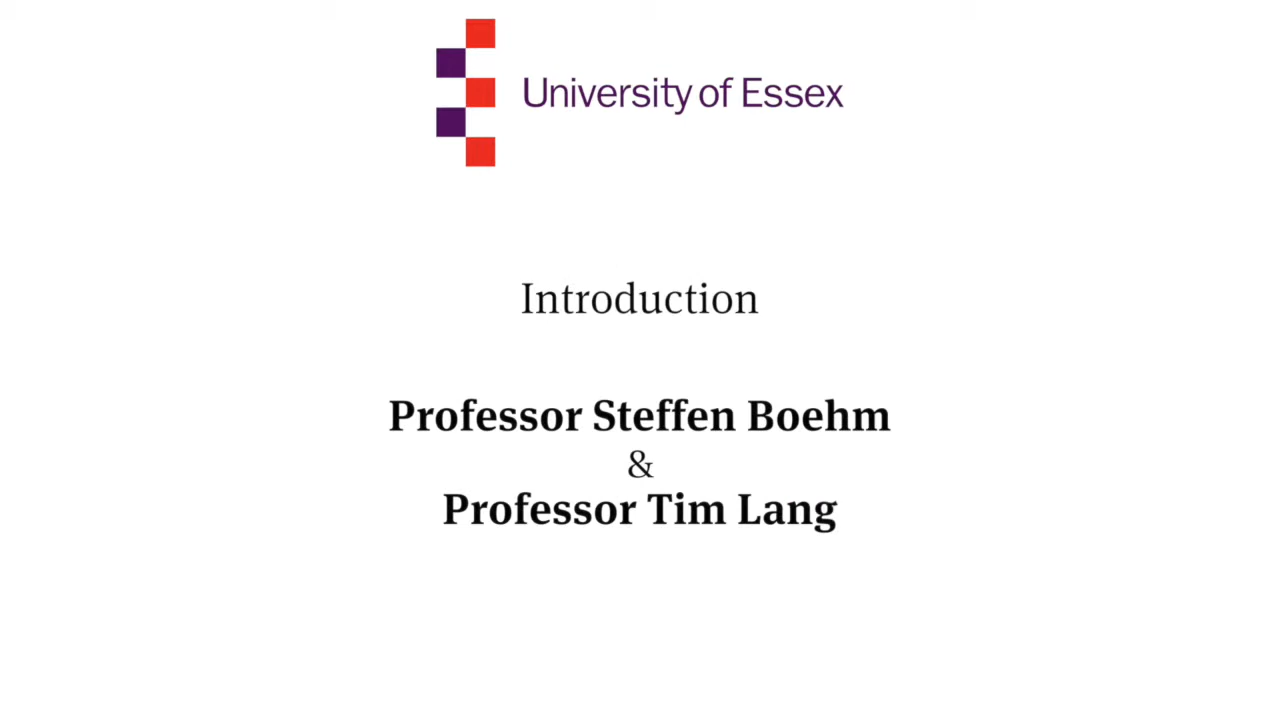 University of Essex
Introduction
Professor Steffen Boehm
&
Professor Tim Lang